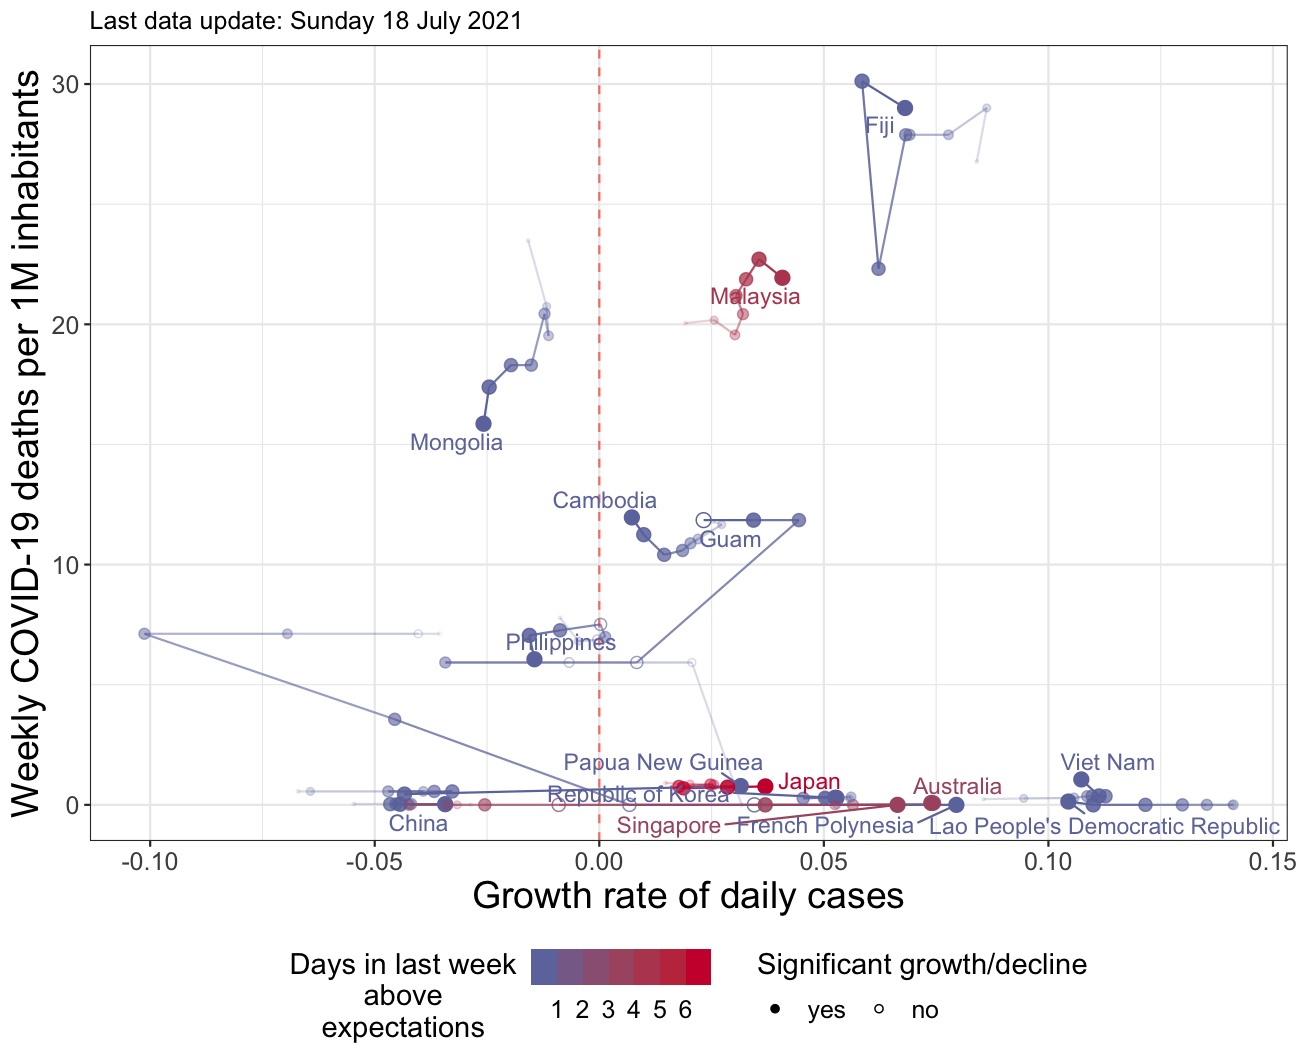 Last data update: Sunday 18 July 2021
Weekly COVID-19 deaths per 1M inhabitants
30
20
10
0
Fiji
Malaysia
Mongolia
Cambodia
Guam
Philippines
Papua New Guinea
Viet Nam
Japan
Australia
Republic of Korea
China
Singapore
French Polynesia
Lao People's Democratic Republic
-0.10
-0.05
0.00
0.05
0.10
0.15
Growth rate of daily cases
Days in last week
above
expectations
1 2 3 4 5 6
Significant growth/decline
yes
no